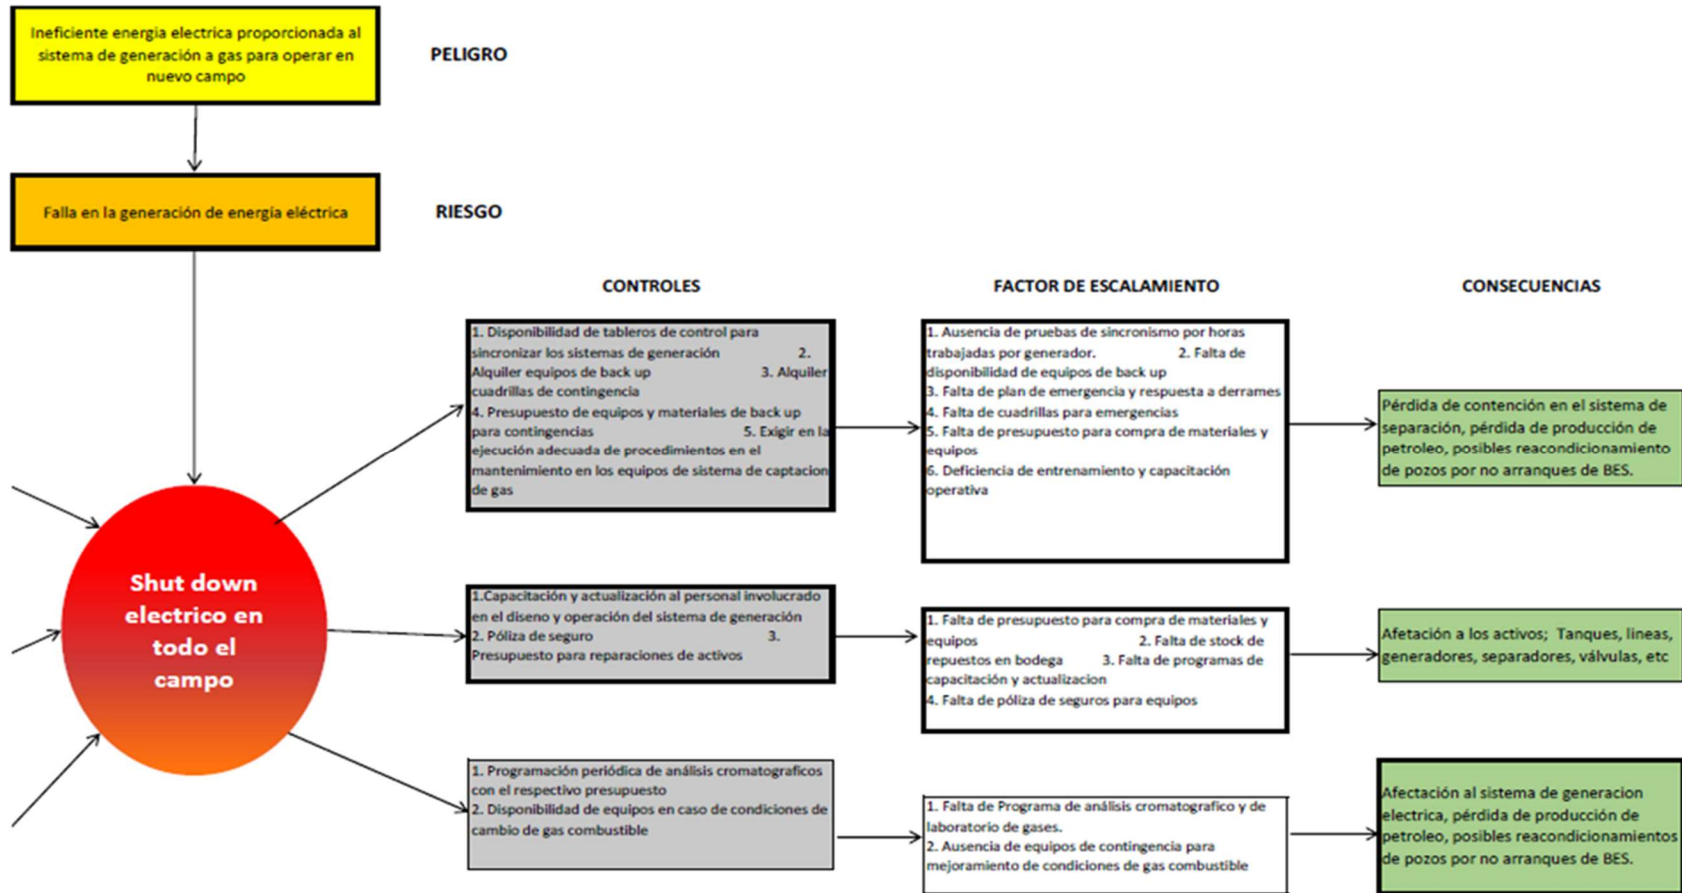 Ineficiente energia electrica proporcionada al
sistema de generación a gas para operar en
nuevo campo
PELIGRO
Falla en la generación de energía eléctrica
RIESGO
CONTROLES
FACTOR DE ESCALAMIENTO
CONSECUENCIAS
1. Disponibilidad de tableros de control para
sincronizar los sistemas de generación 2.
Alquiler equipos de back up 3. Alquiler
cuadrillas de contingencia
4. Presupuesto de equipos y materiales de back up
para contingencias 5. Exigir en la
ejecución adecuada de procedimientos en el
mantenimiento en los equipos de sistema de captacion
de gas
1. Ausencia de pruebas de sincronismo por horas
trabajadas por generador. 2. Falta de
disponibilidad de equipos de back up
3. Falta de plan de emergencia y respuesta a derrames
4. Falta de cuadrillas para emergencias
5. Falta de presupuesto para compra de materiales y
equipos
6. Deficiencia de entrenamiento y capacitación
operativa
Pérdida de contención en el sistema de
separación, pérdida de producción de
petroleo, posibles reacondicionamiento
de pozos por no arranques de BES.
Shut down
electrico en
todo el
campo
1.Capacitación y actualización al personal involucrado
en el diseno y operación del sistema de generación
2. Póliza de seguro 3.
Presupuesto para reparaciones de activos
1. Falta de presupuesto para compra de materiales y
equipos 2. Falta de stock de
repuestos en bodega 3. Falta de programas de
capacitación y actualizacion
4. Falta de póliza de seguros para equipos
Afetación a los activos; Tanques, lineas,
generadores, separadores, válvulas, etc
1. Programación periódica de análisis cromatograficos
con el respectivo presupuesto
2. Disponibilidad de equipos en caso de condiciones de
cambio de gas combustible
1. Falta de Programa de análisis cromatografico y de
laboratorio de gases.
2. Ausencia de equipos de contingencia para
mejoramiento de condiciones de gas combustible
Afectación al sistema de generacion
electrica, pérdida de producción de
petroleo, posibles reacondicionamientos
de pozos por no arranques de BES.